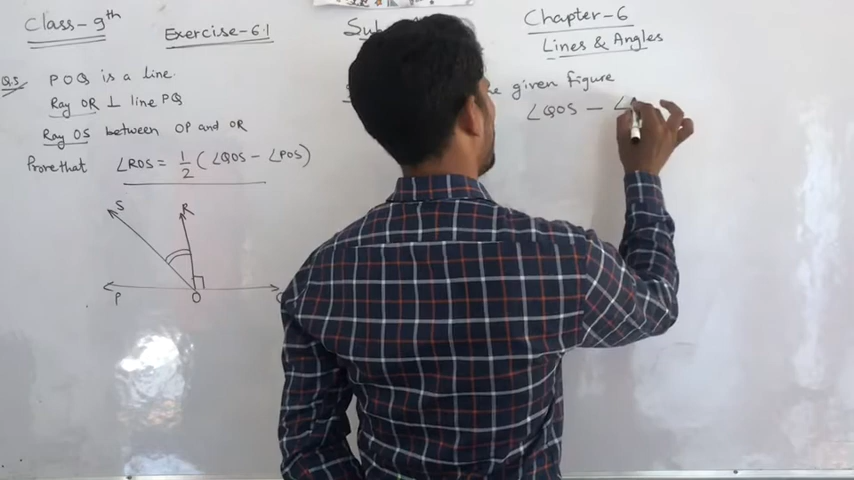 Class-9th
Exercise-6.1
Sub
Chapter-6
Lines & Angles
Q.5 POQ is a Line.
Ray OR ⊥ line PQ
Ray OS between OP and OR
Prove that ∠ROS = 1/2 (∠QOS - ∠POS)
S
R
P
O
given figure
∠QOS - ∠